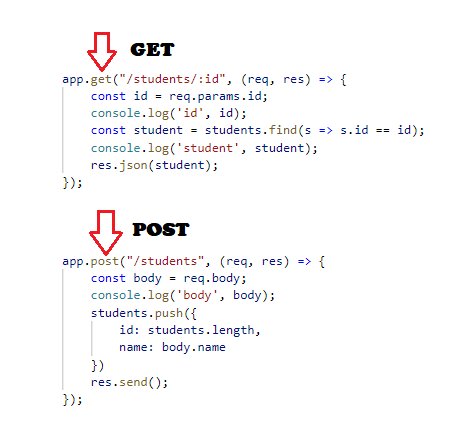 GET
app.get("/students/:id", (req, res) => {
    const id = req.params.id;
    console.log('id', id);
    const student = students.find(s => s.id == id);
    console.log('student', student);
    res.json(student);
});
POST
app.post("/students", (req, res) => {
    const body = req.body;
    console.log('body', body);
    students.push({
        id: students.length,
        name: body.name
    })
    res.send();
});